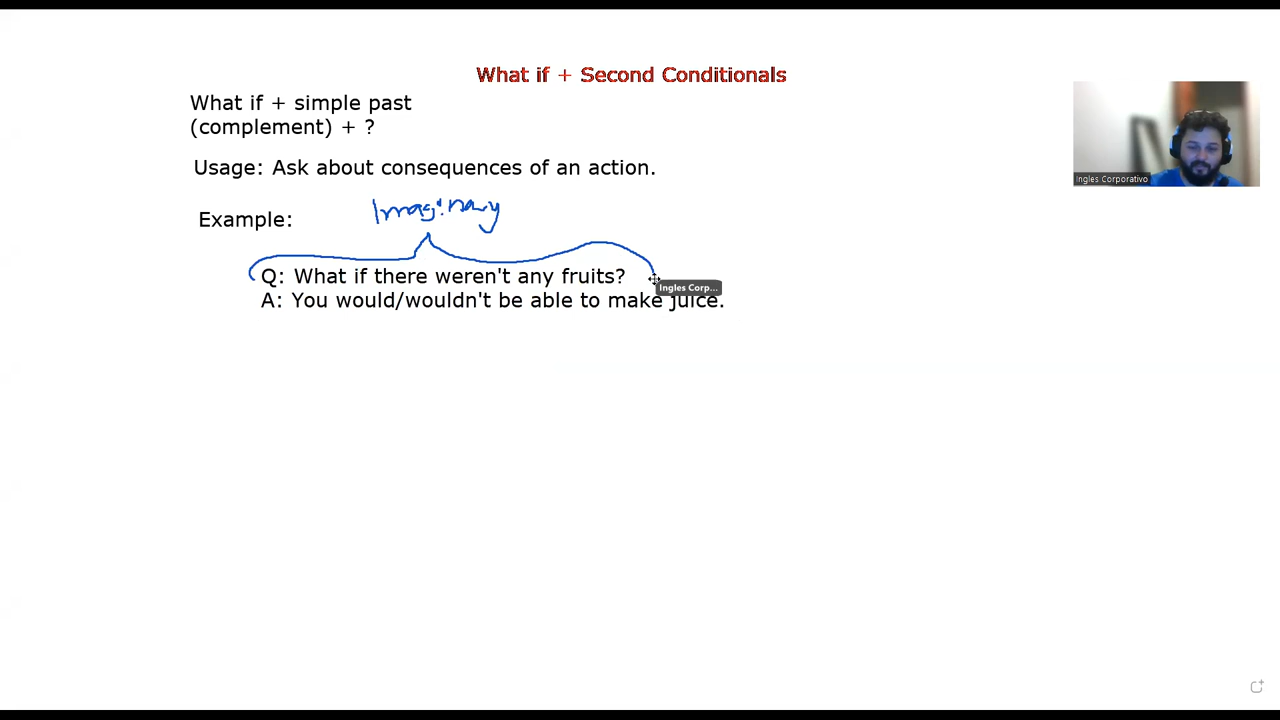 What if + Second Conditionals
What if + simple past
(complement) + ?
Usage: Ask about consequences of an action.
Imaginary
Example:
Q: What if there weren't any fruits?
A: You would/wouldn't be able to make juice.
Ingles Corp...
Ingles Corporativo